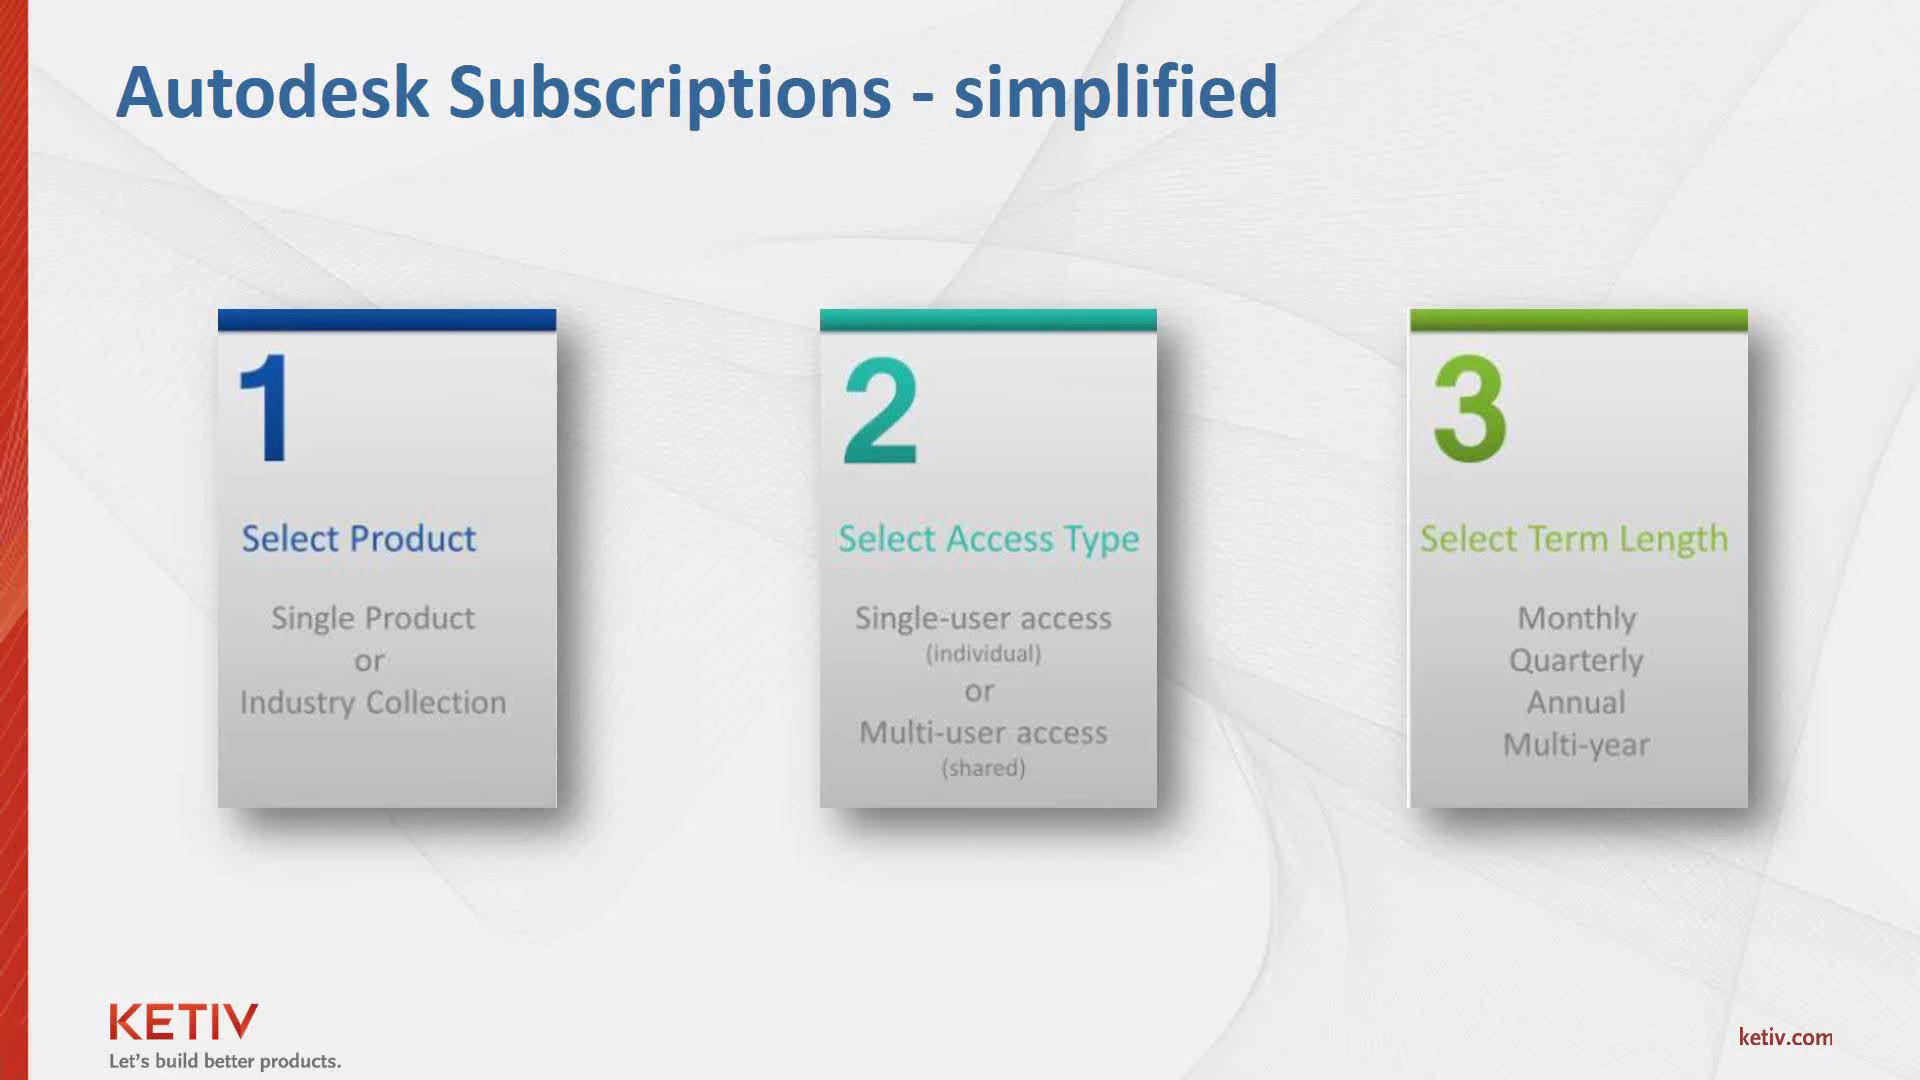 Autodesk Subscriptions - simplified
1
Select Product
Single Product
or
Industry Collection
2
Select Access Type
Single-user access
(individual)
or
Multi-user access
(shared)
3
Select Term Length
Monthly
Quarterly
Annual
Multi-year
KETIV
Let's build better products.
ketiv.com